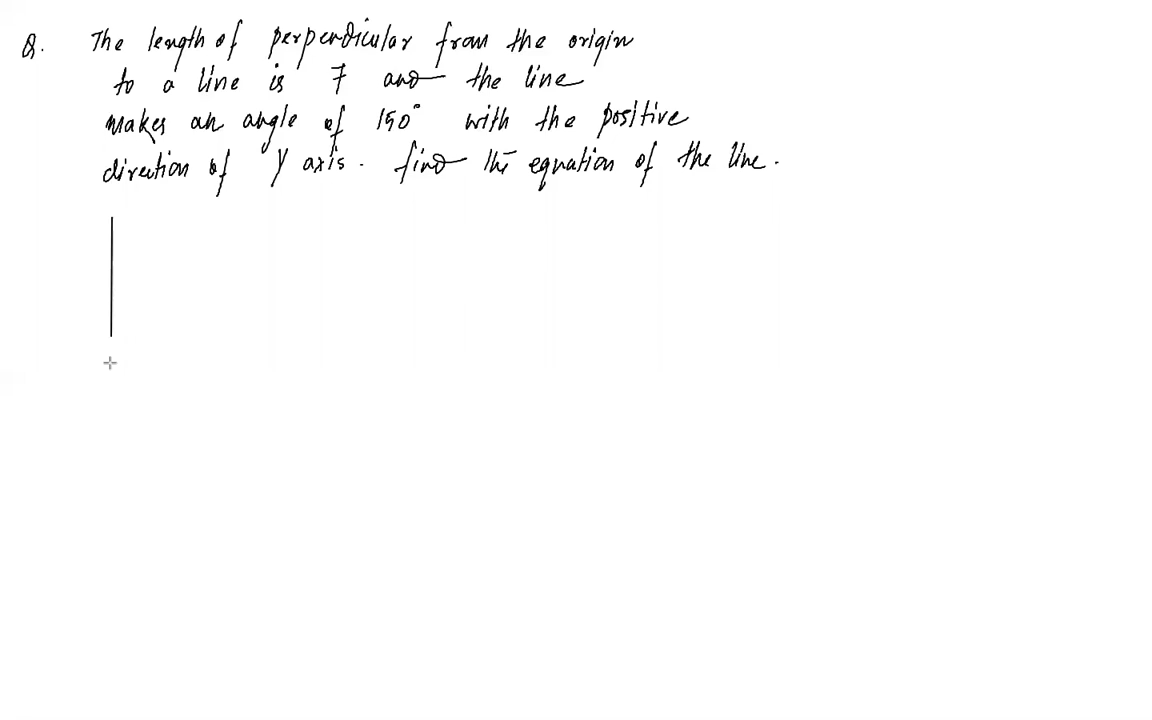 Q. The length of perpendicular from the origin
to a line is 7 and the line
makes an angle of 150° with the positive
direction of Y axis. find the equation of the line.